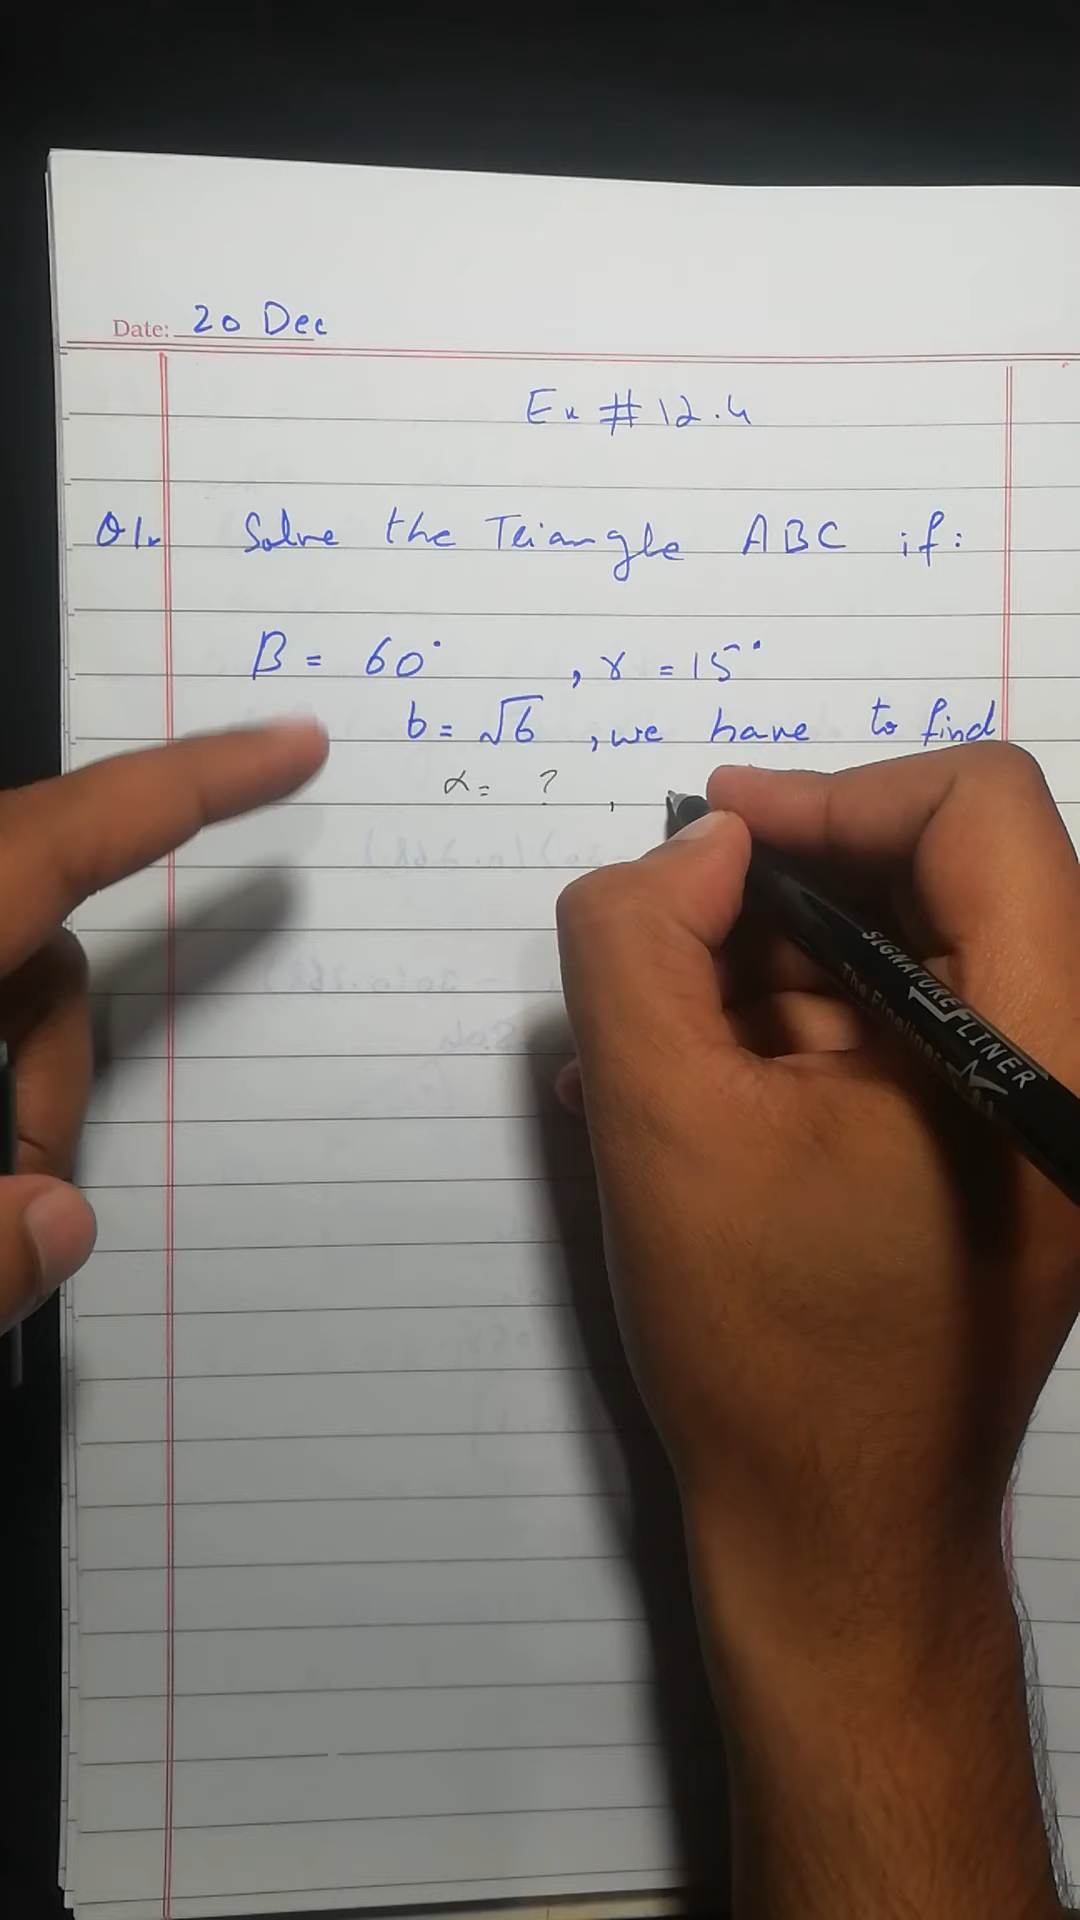 Date: 20 Dec
Ex # 12.4
Q1. Solve the Triangle ABC if:
β = 60° , γ = 15°
b = √6 , we have to find
α = ? ,
SIGNATURE LINER
The Fineliner